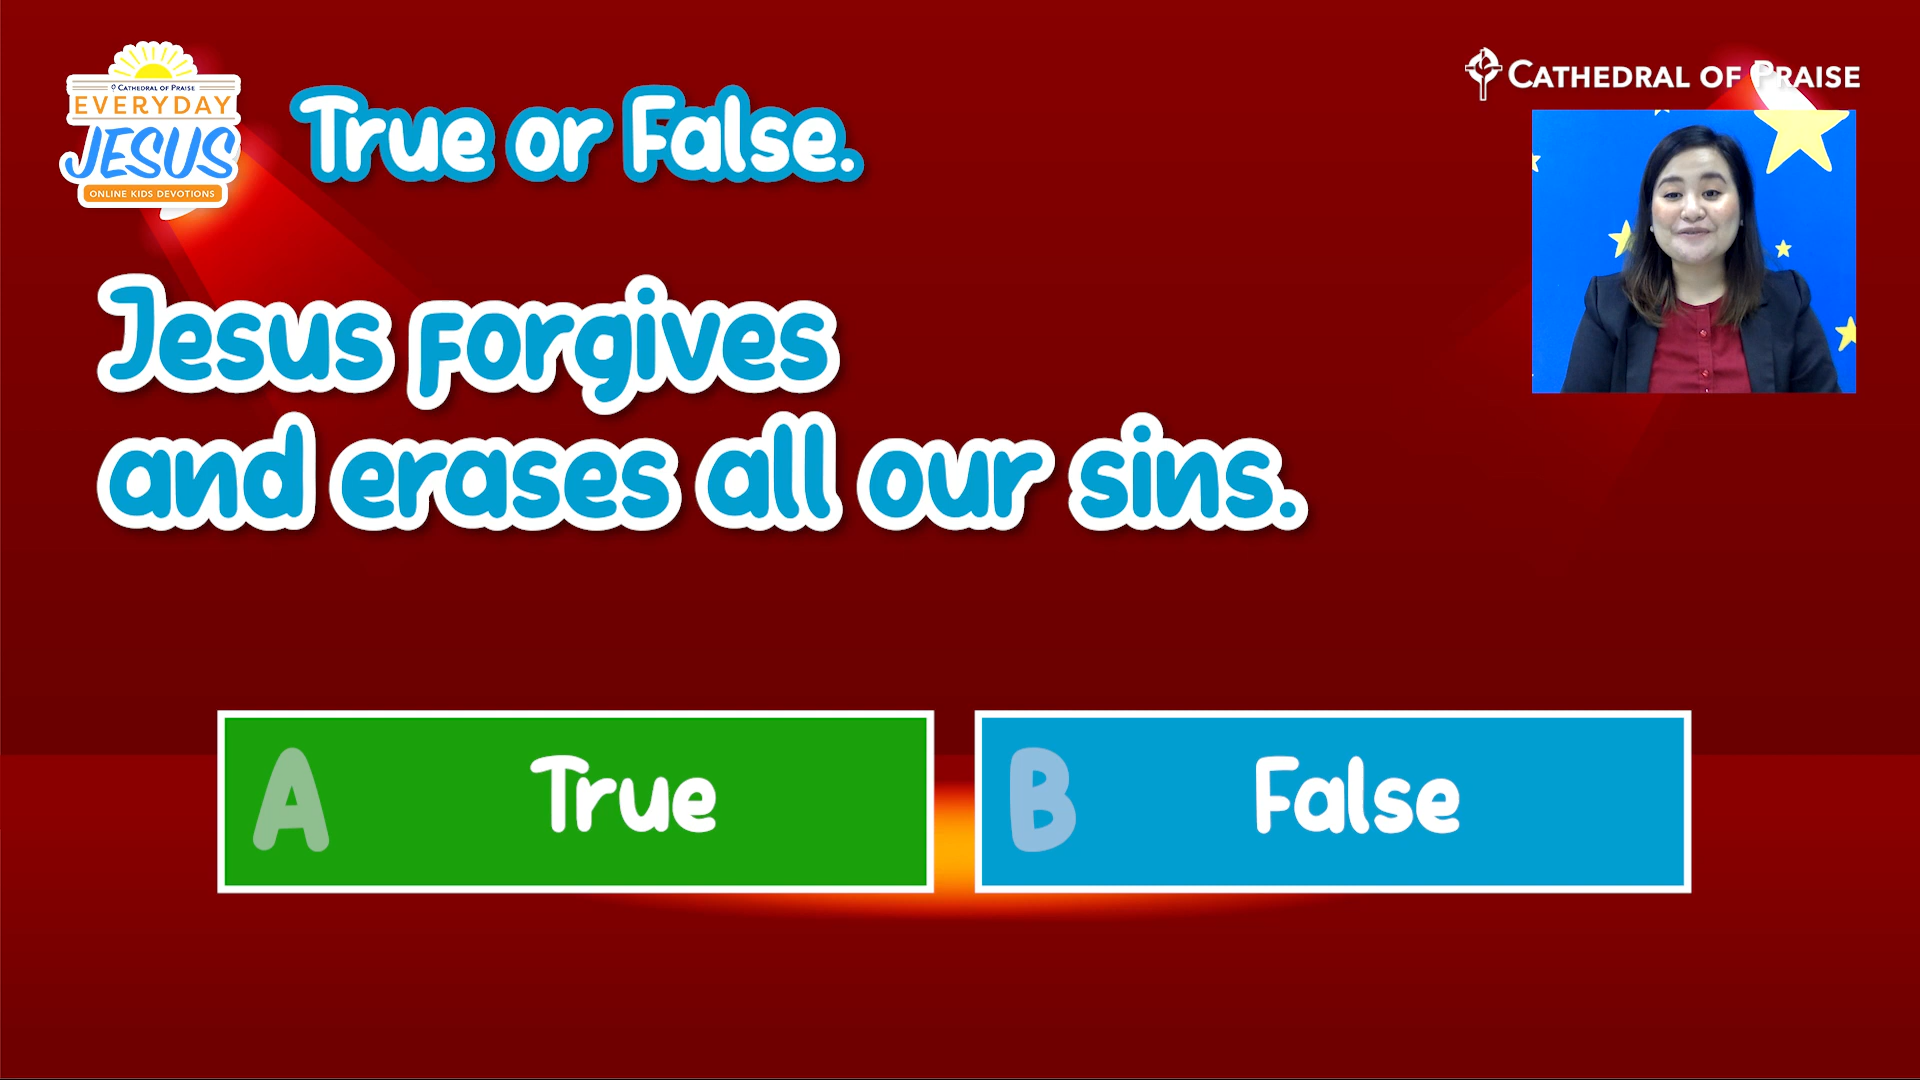 CATHEDRAL OF PRAISE
EVERYDAY
JESUS
ONLINE KIDS DEVOTIONS
True or False.
CATHEDRAL OF PRAISE
Jesus forgives
and erases all our sins.
A True
B False